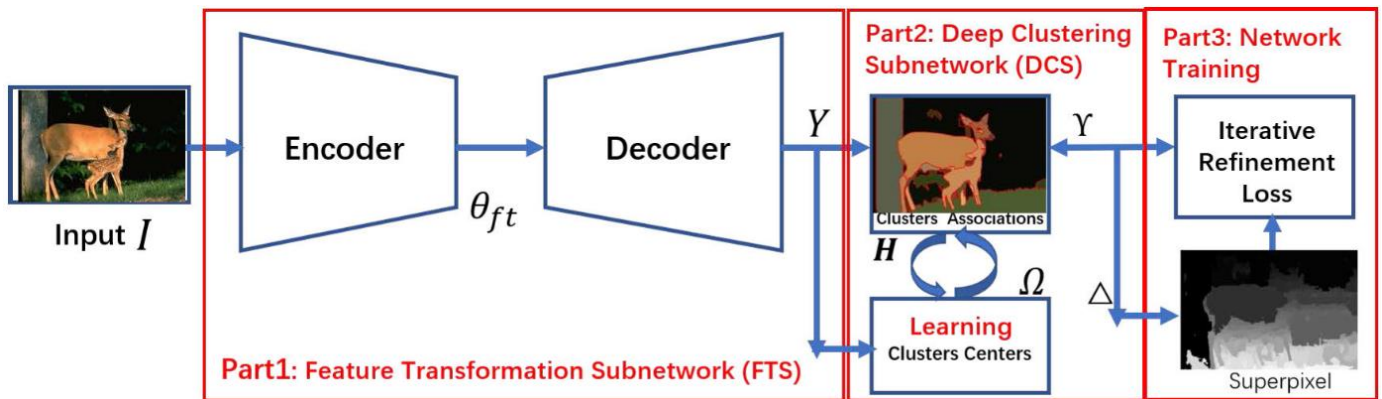 Input I
Encoder
θft
Decoder
Part1: Feature Transformation Subnetwork (FTS)
Y
Part2: Deep Clustering
Subnetwork (DCS)
Clusters Associations
H
Ω
Learning
Clusters Centers
ϒ
△
Part3: Network
Training
Iterative
Refinement
Loss
Superpixel